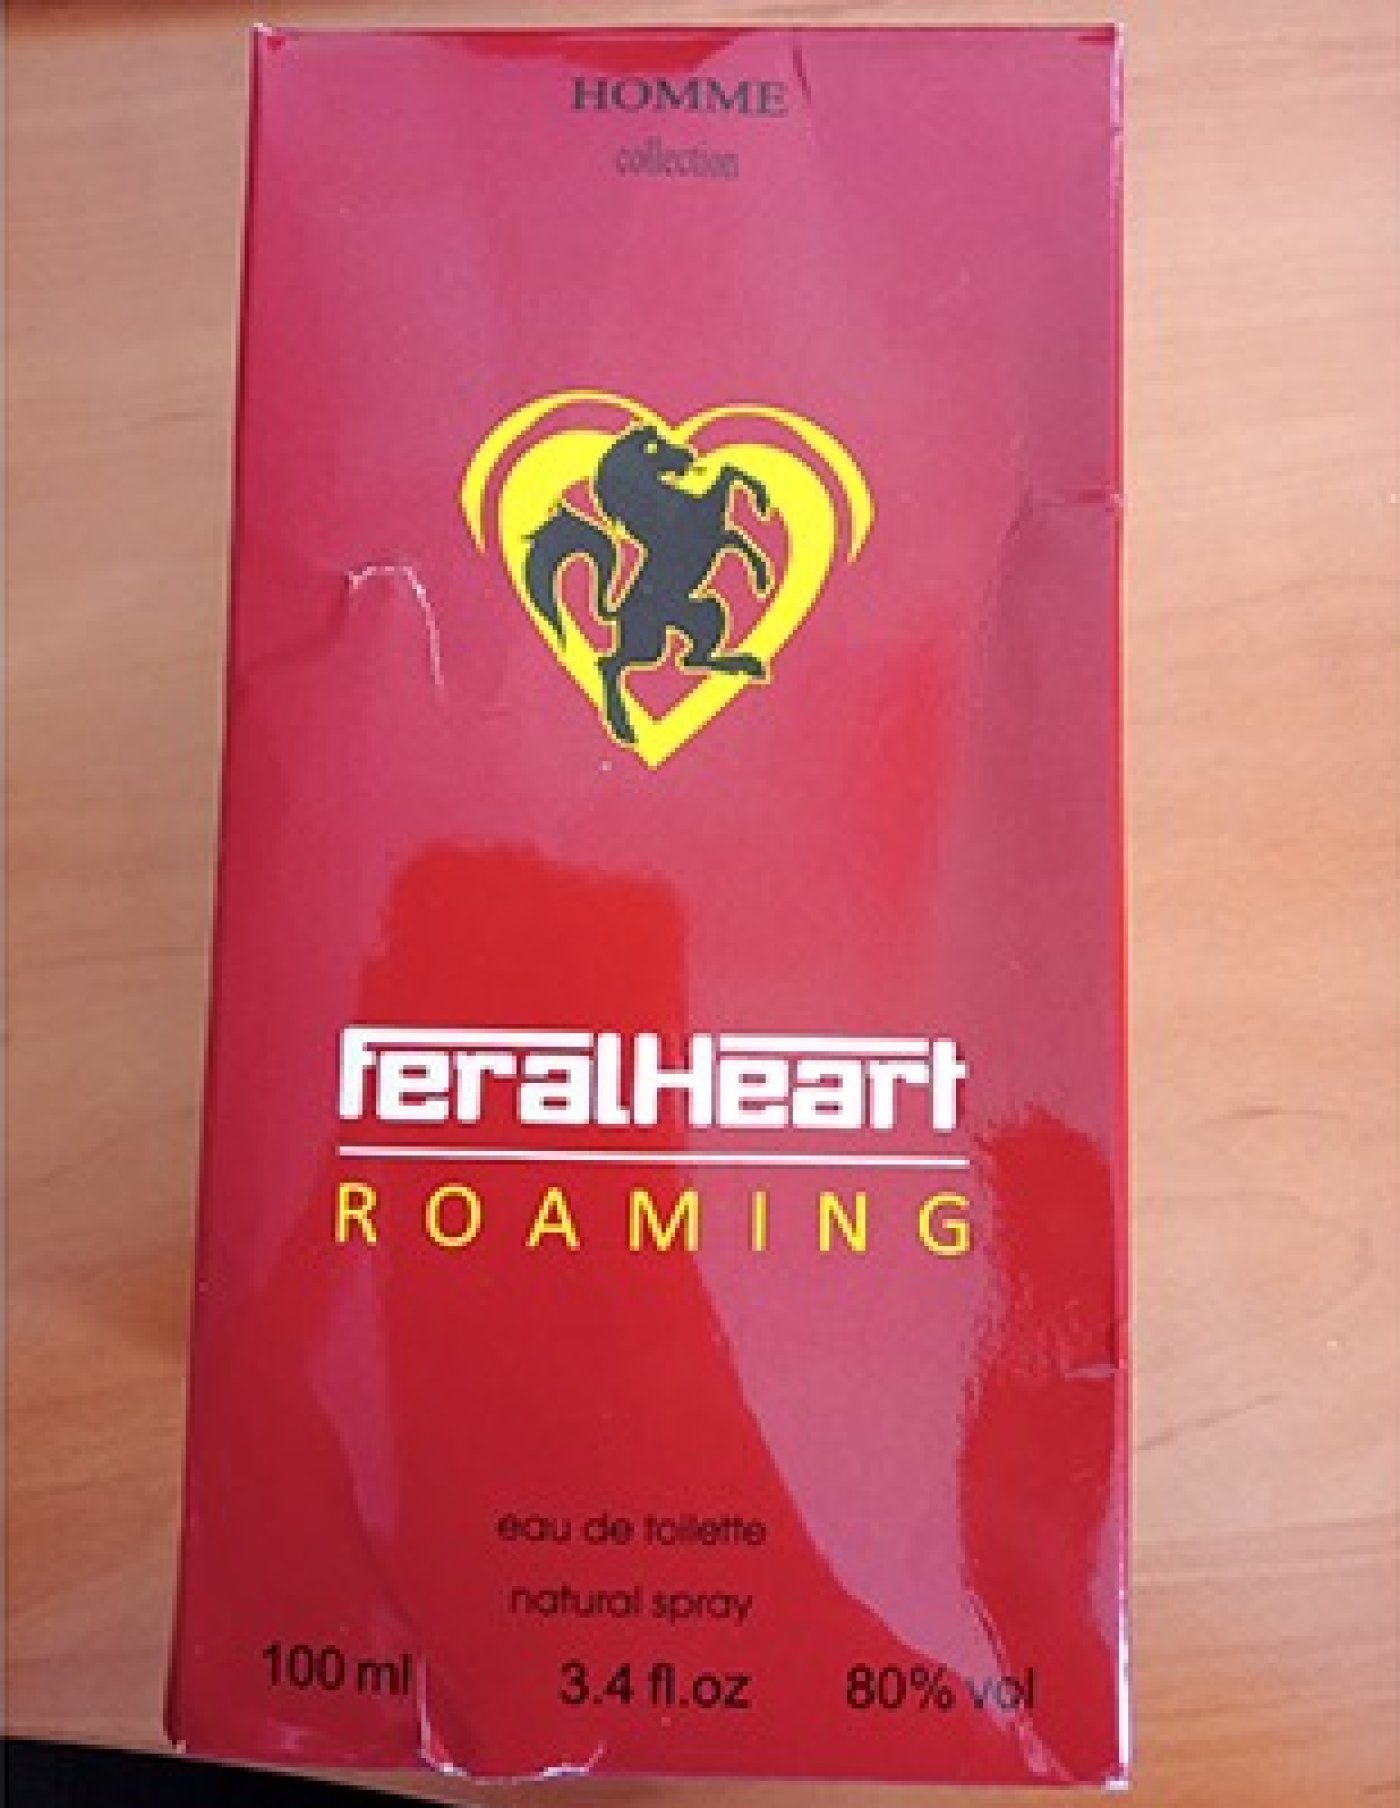 HOMME
collection
feralHeart
ROAMING
eau de toilette
natural spray
100 ml 3.4 fl.oz 80% vol